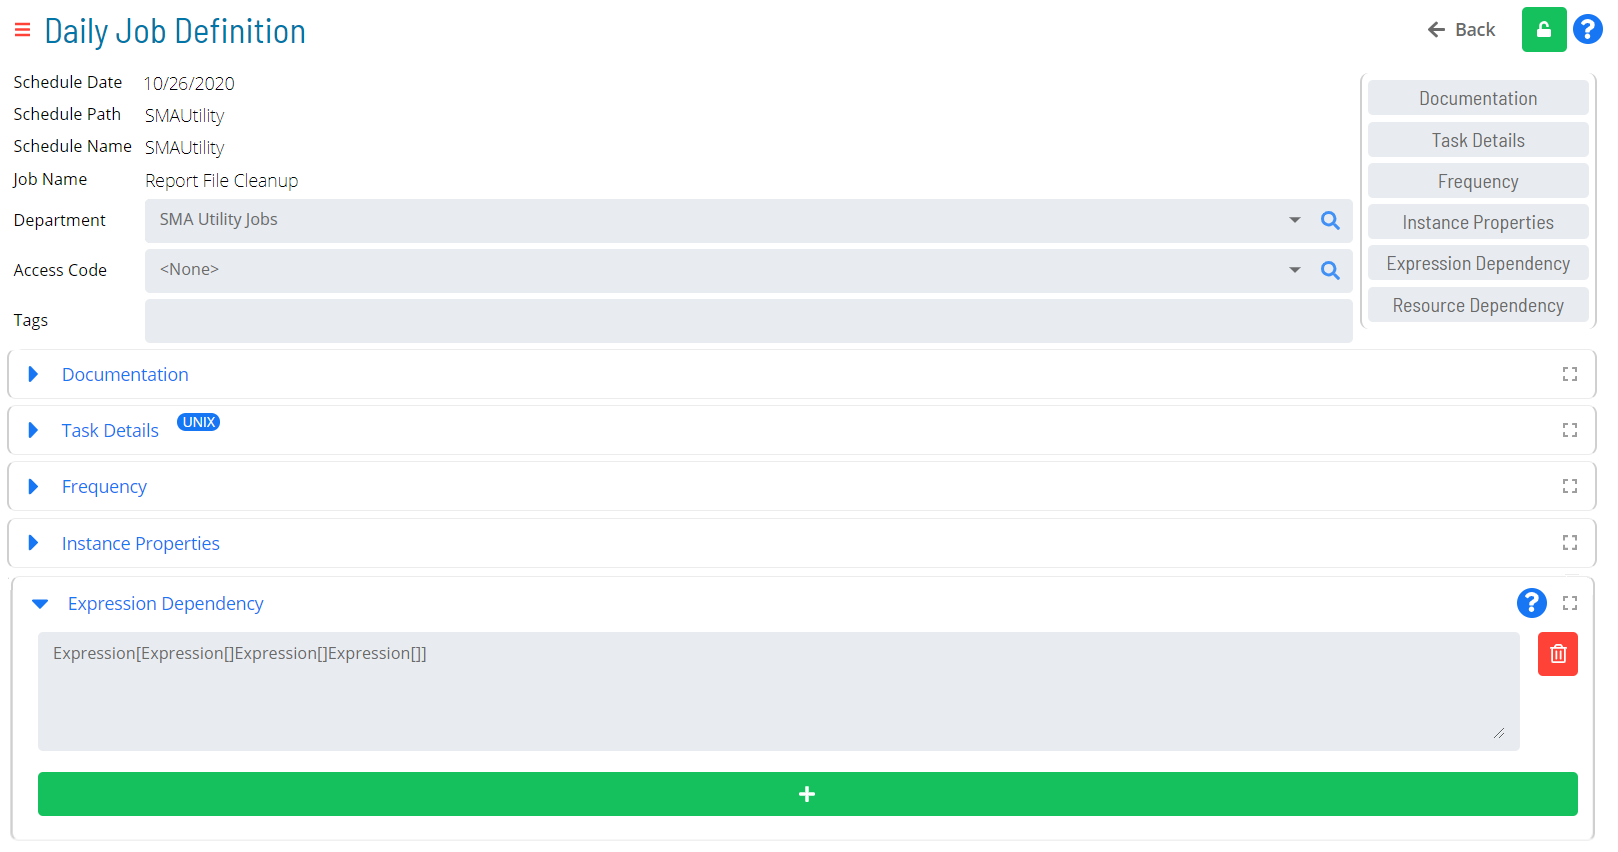 Daily Job Definition
Back
Schedule Date 10/26/2020
Schedule Path SMAUtility
Schedule Name SMAUtility
Job Name Report File Cleanup
Department SMA Utility Jobs
Access Code <None>
Tags
Documentation
Task Details
Frequency
Instance Properties
Expression Dependency
Resource Dependency
Documentation
Task Details UNIX
Frequency
Instance Properties
Expression Dependency
Expression[Expression[]Expression[]Expression[]]